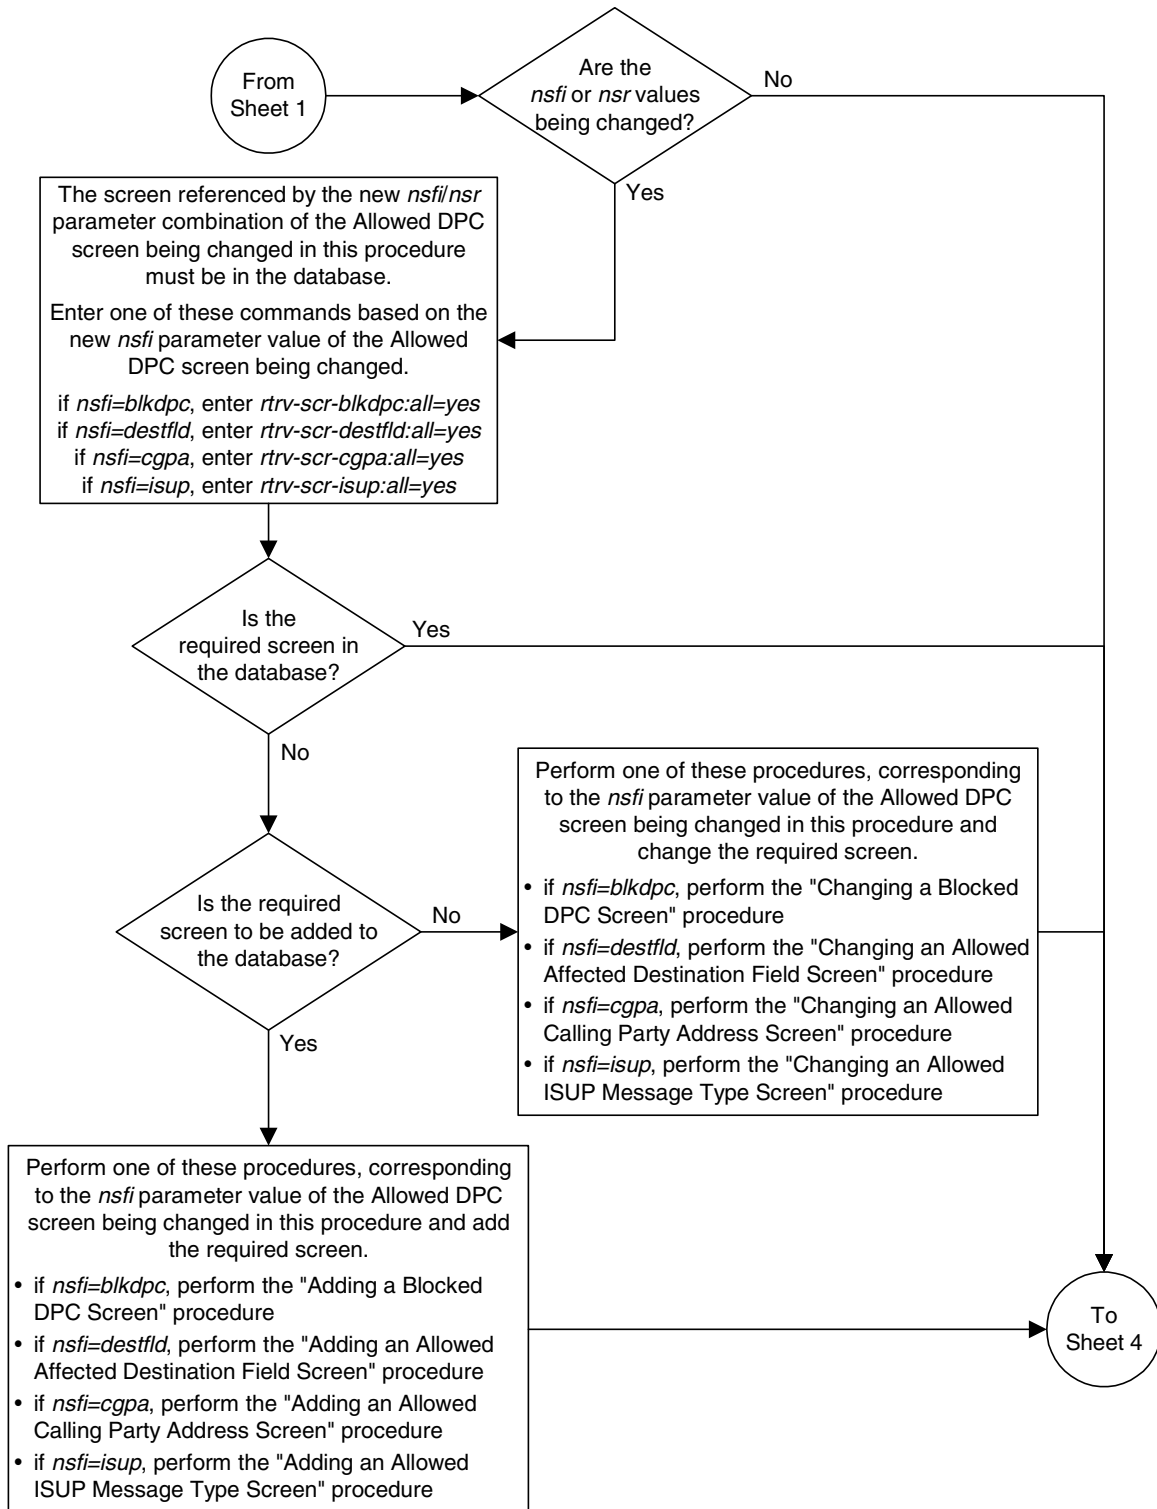 From
Sheet 1
Are the
nsfi or nsr values
being changed?
No
Yes
The screen referenced by the new nsfi/nsr
parameter combination of the Allowed DPC
screen being changed in this procedure
must be in the database.
Enter one of these commands based on the
new nsfi parameter value of the Allowed
DPC screen being changed.
if nsfi=blkdpc, enter rtrv-scr-blkdpc:all=yes
if nsfi=destfld, enter rtrv-scr-destfld:all=yes
if nsfi=cgpa, enter rtrv-scr-cgpa:all=yes
if nsfi=isup, enter rtrv-scr-isup:all=yes
Is the
required screen in
the database?
Yes
No
Is the required
screen to be added to
the database?
No
Yes
Perform one of these procedures, corresponding
to the nsfi parameter value of the Allowed DPC
screen being changed in this procedure and
change the required screen.
• if nsfi=blkdpc, perform the "Changing a Blocked
DPC Screen" procedure
• if nsfi=destfld, perform the "Changing an Allowed
Affected Destination Field Screen" procedure
• if nsfi=cgpa, perform the "Changing an Allowed
Calling Party Address Screen" procedure
• if nsfi=isup, perform the "Changing an Allowed
ISUP Message Type Screen" procedure
Perform one of these procedures, corresponding
to the nsfi parameter value of the Allowed DPC
screen being changed in this procedure and add
the required screen.
• if nsfi=blkdpc, perform the "Adding a Blocked
DPC Screen" procedure
• if nsfi=destfld, perform the "Adding an Allowed
Affected Destination Field Screen" procedure
• if nsfi=cgpa, perform the "Adding an Allowed
Calling Party Address Screen" procedure
• if nsfi=isup, perform the "Adding an Allowed
ISUP Message Type Screen" procedure
To
Sheet 4